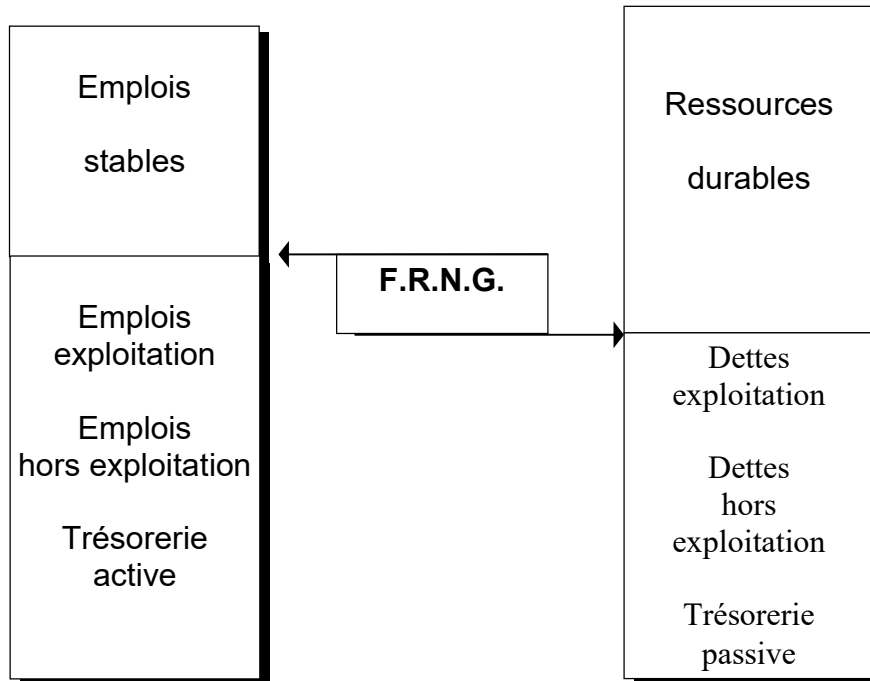 Emplois
stables
Emplois
exploitation
Emplois
hors exploitation
Trésorerie
active
F.R.N.G.
Ressources
durables
Dettes
exploitation
Dettes
hors
exploitation
Trésorerie
passive